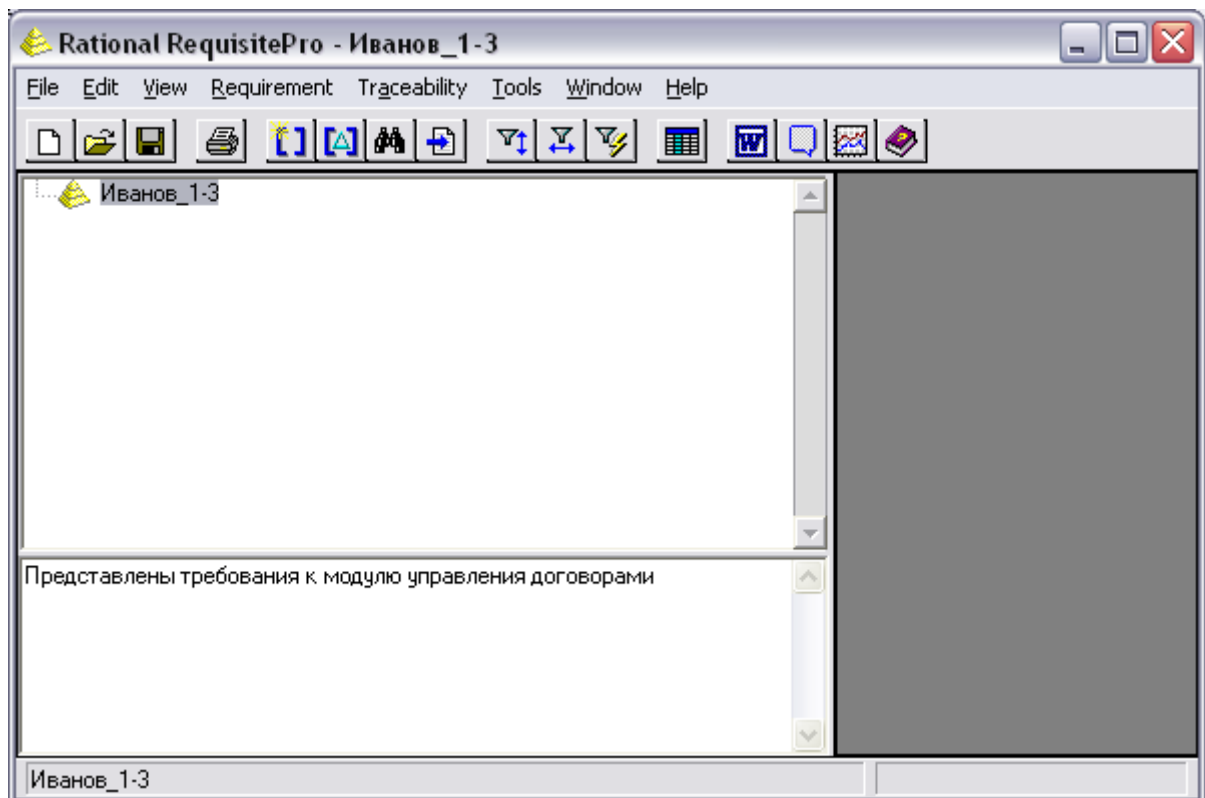 Rational RequisitePro - Иванов_1-3
File Edit View Requirement Traceability Tools Window Help
Иванов_1-3
Представлены требования к модулю управления договорами
Иванов_1-3